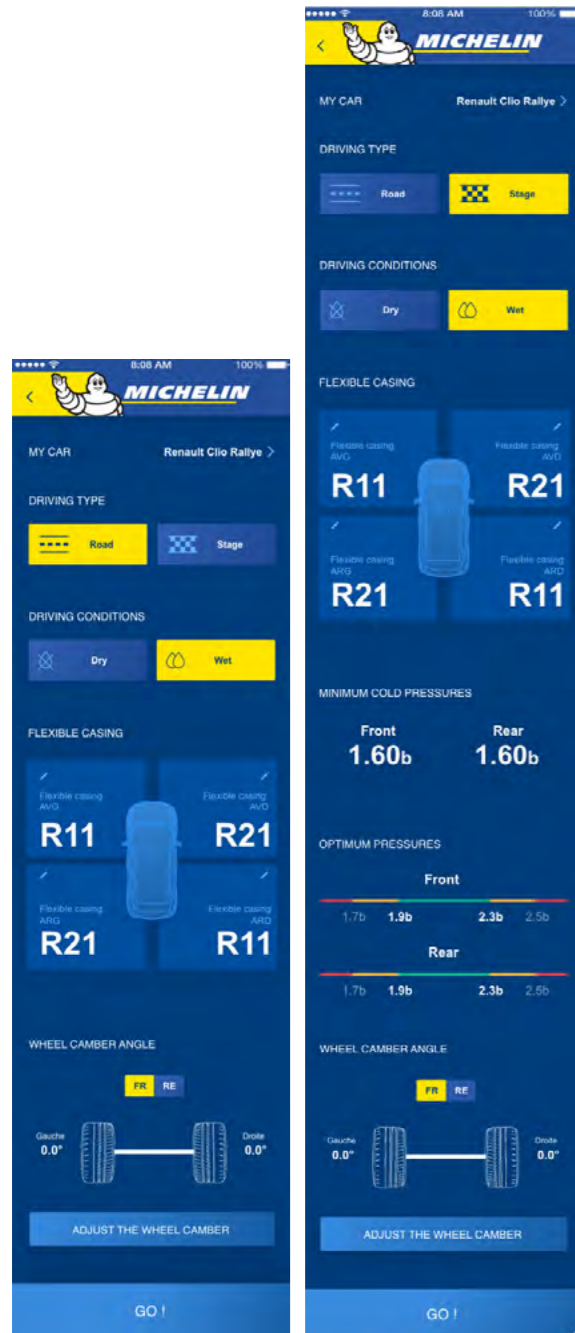 8:08 AM 100%
MICHELIN
MY CAR Renault Clio Rallye >
DRIVING TYPE
Road Stage
DRIVING CONDITIONS
Dry Wet
FLEXIBLE CASING
Flexible casing AVG
R11
Flexible casing AVD
R21
Flexible casing ARG
R21
Flexible casing ARD
R11
WHEEL CAMBER ANGLE
FR RE
Gauche Droite
0.0° 0.0°
ADJUST THE WHEEL CAMBER
GO !
8:08 AM 100%
MICHELIN
MY CAR Renault Clio Rallye >
DRIVING TYPE
Road Stage
DRIVING CONDITIONS
Dry Wet
FLEXIBLE CASING
Flexible casing AVG
R11
Flexible casing AVD
R21
Flexible casing ARG
R21
Flexible casing ARD
R11
MINIMUM COLD PRESSURES
Front Rear
1.60b 1.60b
OPTIMUM PRESSURES
Front
1.7b 1.9b 2.3b 2.5b
Rear
1.7b 1.9b 2.3b 2.5b
WHEEL CAMBER ANGLE
FR RE
Gauche Droite
0.0° 0.0°
ADJUST THE WHEEL CAMBER
GO !